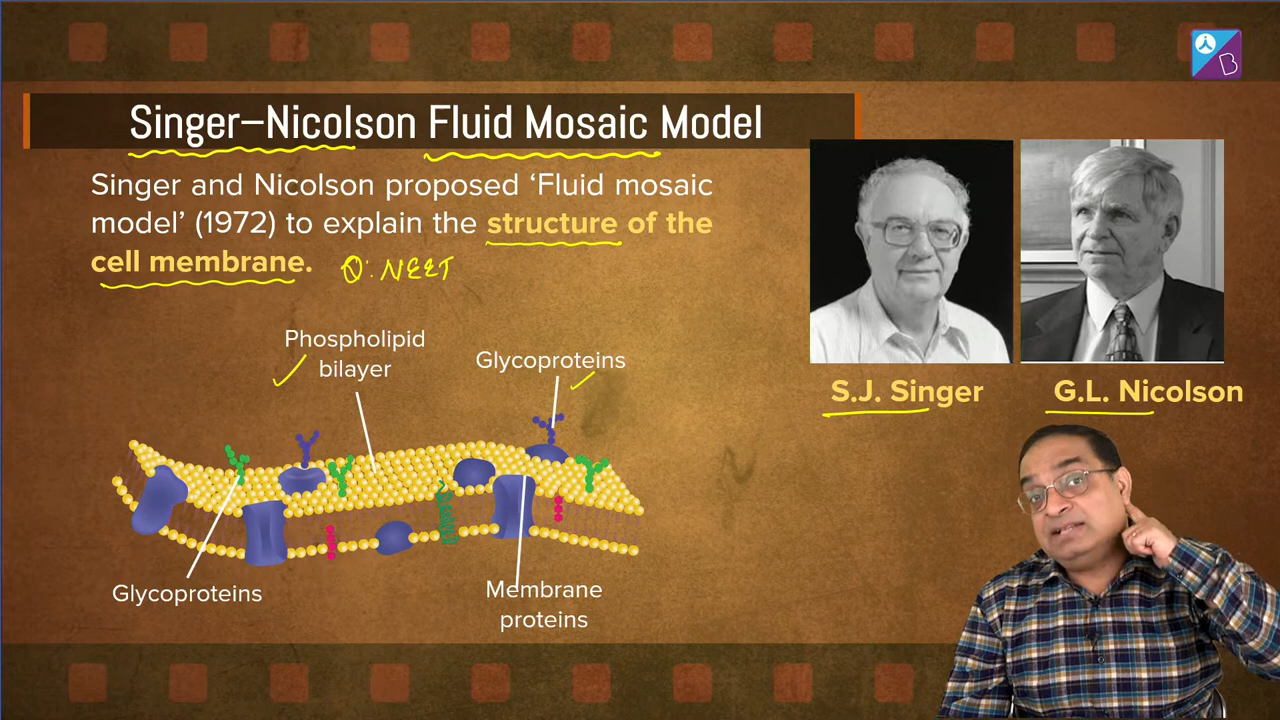 Singer–Nicolson Fluid Mosaic Model
Singer and Nicolson proposed ‘Fluid mosaic
model’ (1972) to explain the structure of the
cell membrane. Q: NEET
Phospholipid
bilayer
Glycoproteins
Glycoproteins
Membrane
proteins
S.J. Singer
G.L. Nicolson
B